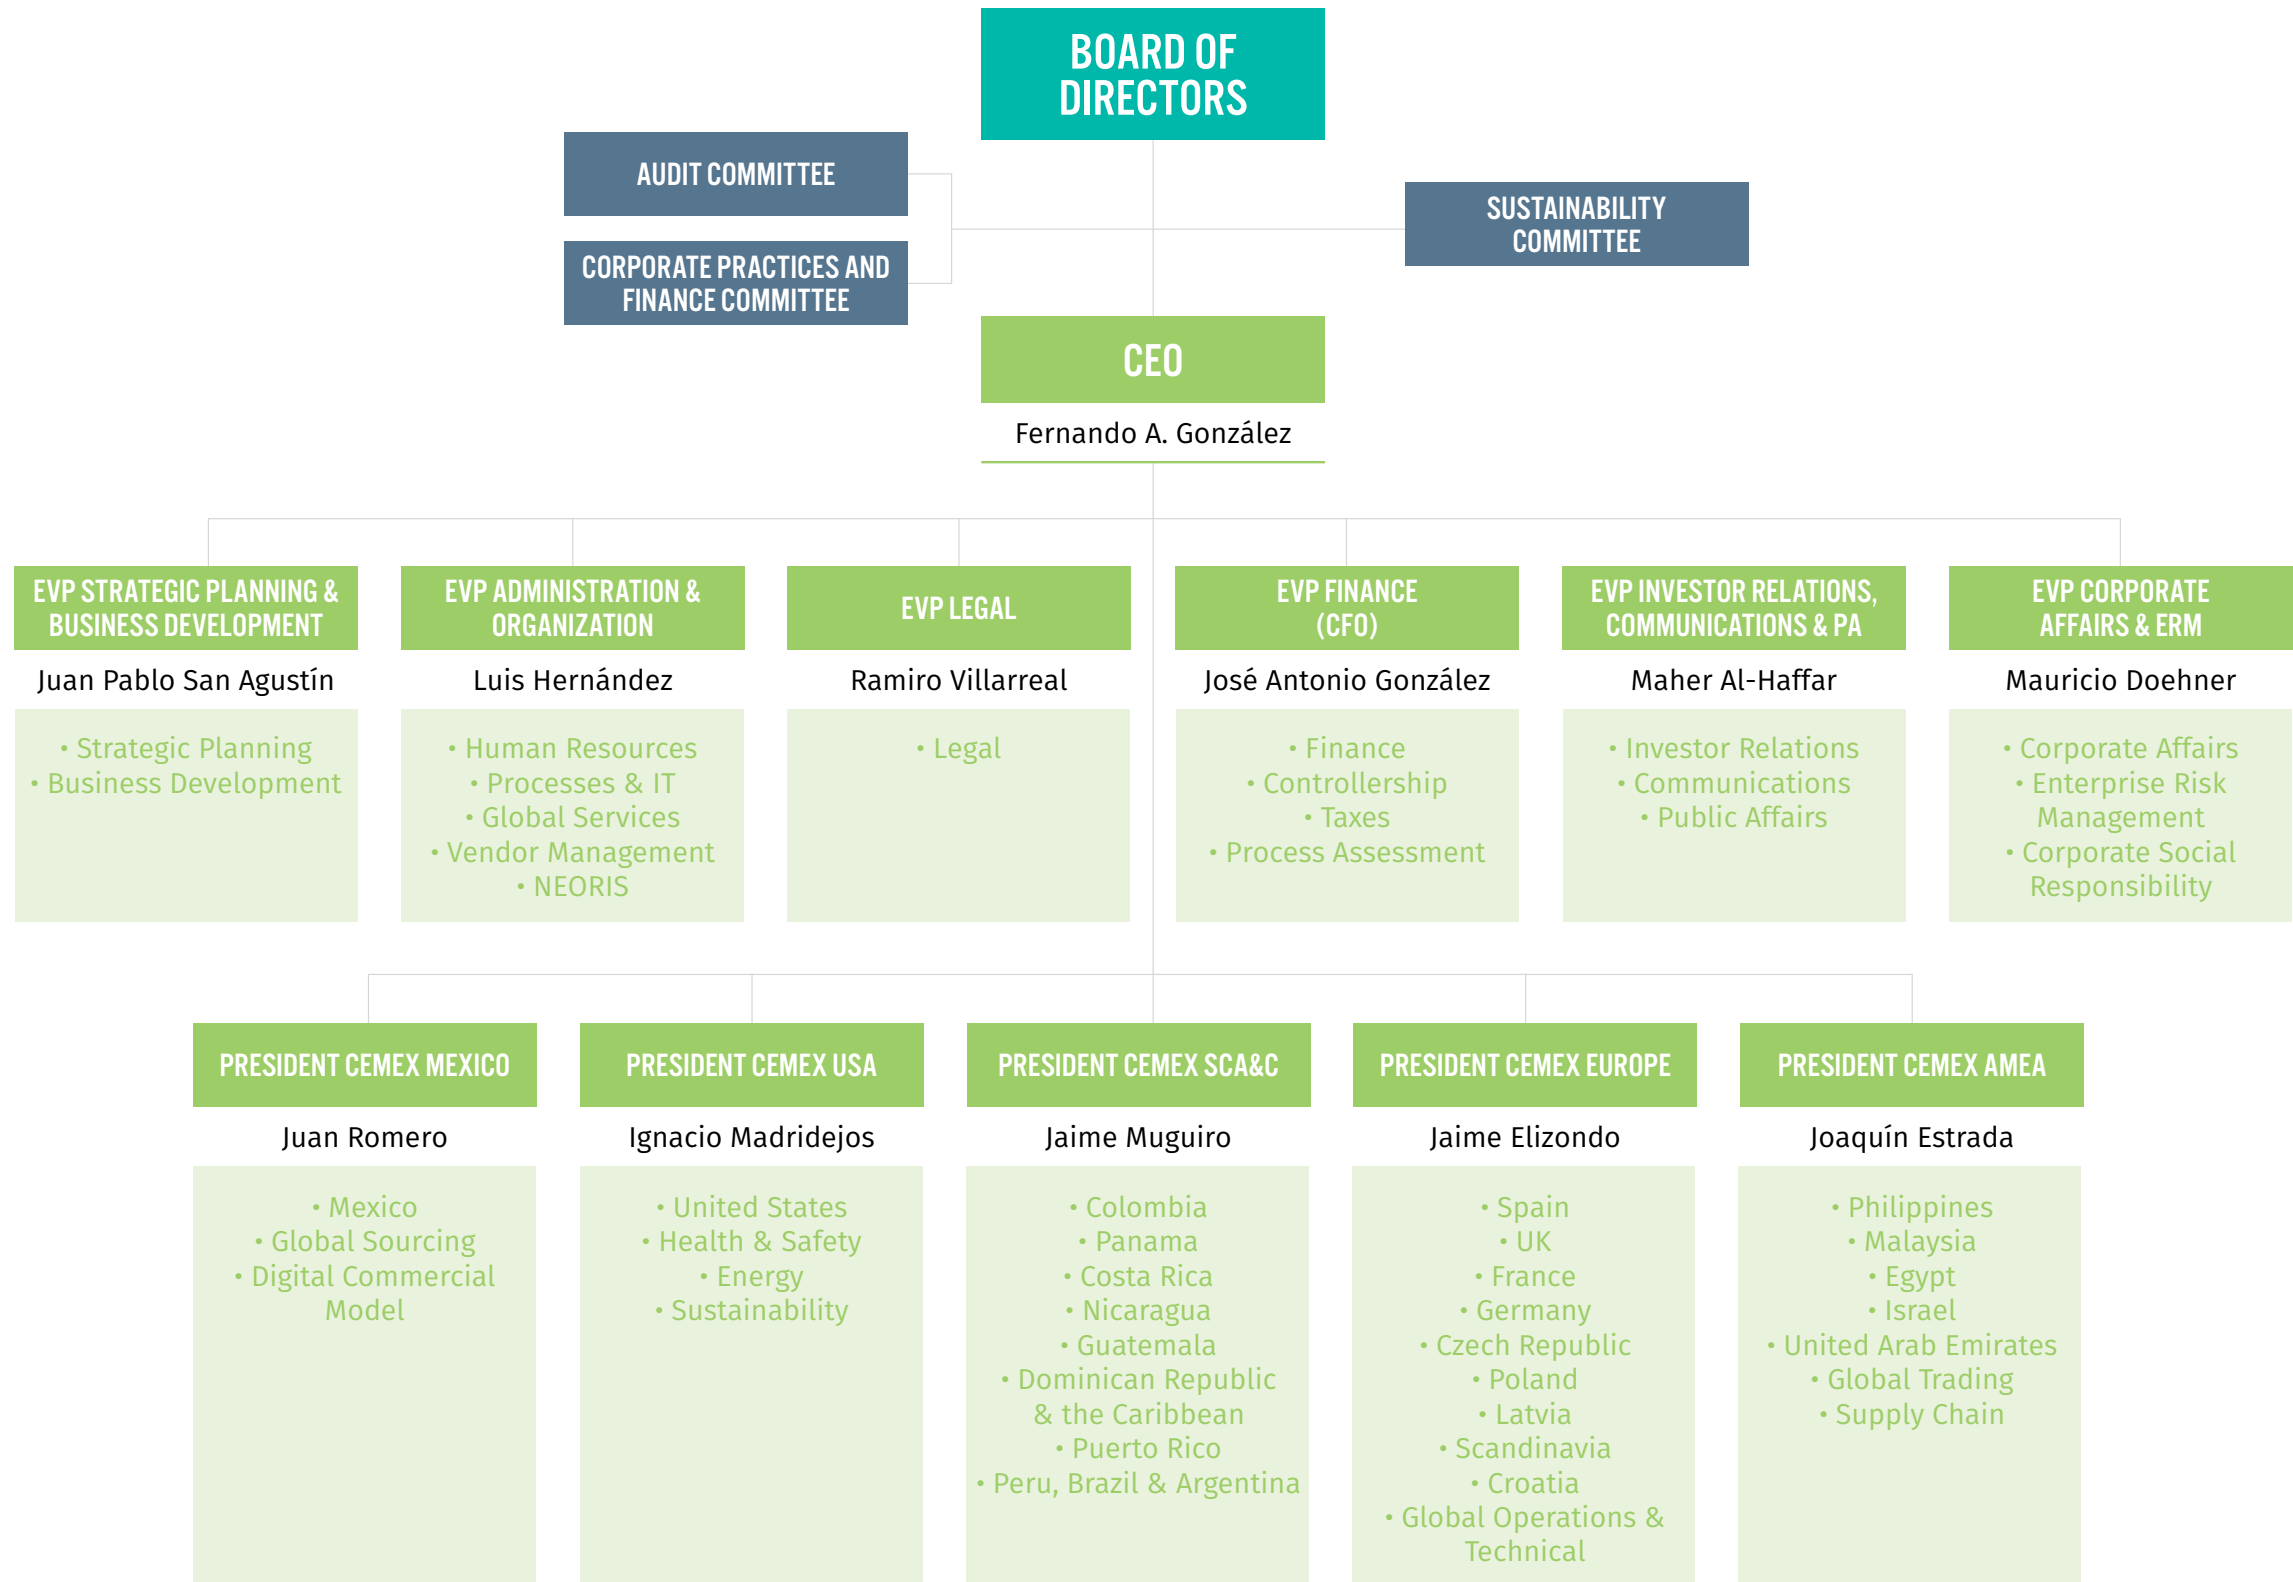 BOARD OF
DIRECTORS
AUDIT COMMITTEE
CORPORATE PRACTICES AND
FINANCE COMMITTEE
SUSTAINABILITY
COMMITTEE
CEO
Fernando A. González
EVP STRATEGIC PLANNING &
BUSINESS DEVELOPMENT
Juan Pablo San Agustín
• Strategic Planning
• Business Development
EVP ADMINISTRATION &
ORGANIZATION
Luis Hernández
• Human Resources
• Processes & IT
• Global Services
• Vendor Management
• NEORIS
EVP LEGAL
Ramiro Villarreal
• Legal
EVP FINANCE
(CFO)
José Antonio González
• Finance
• Controllership
• Taxes
• Process Assessment
EVP INVESTOR RELATIONS,
COMMUNICATIONS & PA
Maher Al-Haffar
• Investor Relations
• Communications
• Public Affairs
EVP CORPORATE
AFFAIRS & ERM
Mauricio Doehner
• Corporate Affairs
• Enterprise Risk
Management
• Corporate Social
Responsibility
PRESIDENT CEMEX MEXICO
Juan Romero
• Mexico
• Global Sourcing
• Digital Commercial
Model
PRESIDENT CEMEX USA
Ignacio Madridejos
• United States
• Health & Safety
• Energy
• Sustainability
PRESIDENT CEMEX SCA&C
Jaime Muguiro
• Colombia
• Panama
• Costa Rica
• Nicaragua
• Guatemala
• Dominican Republic
& the Caribbean
• Puerto Rico
• Peru, Brazil & Argentina
PRESIDENT CEMEX EUROPE
Jaime Elizondo
• Spain
• UK
• France
• Germany
• Czech Republic
• Poland
• Latvia
• Scandinavia
• Croatia
• Global Operations &
Technical
PRESIDENT CEMEX AMEA
Joaquín Estrada
• Philippines
• Malaysia
• Egypt
• Israel
• United Arab Emirates
• Global Trading
• Supply Chain